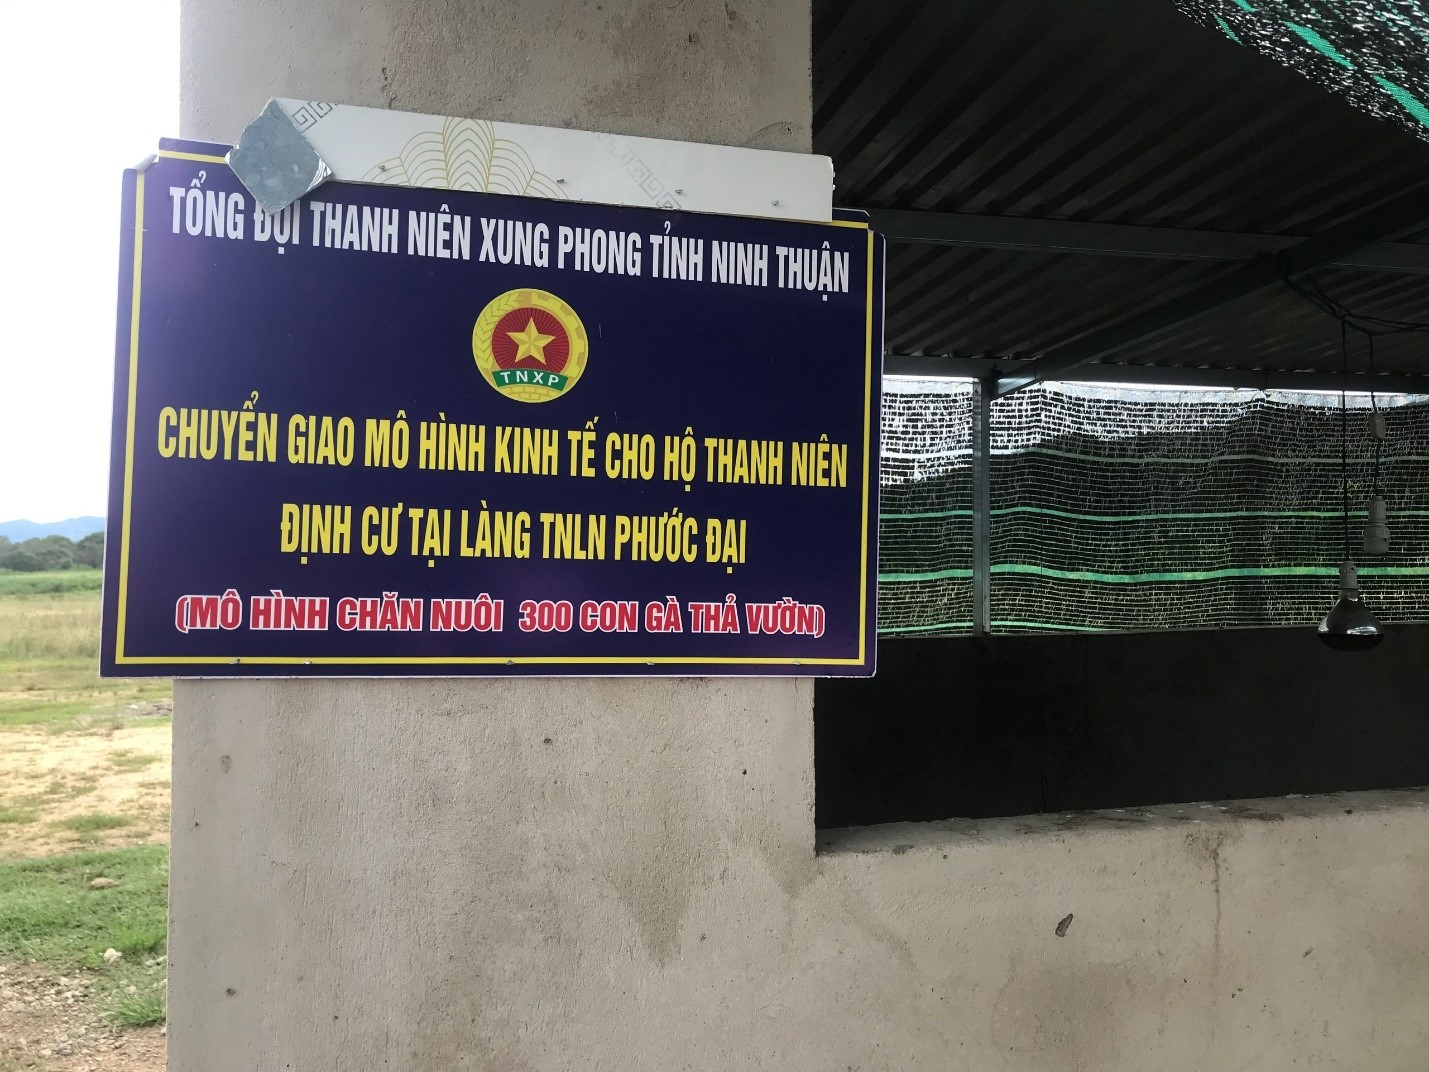 TỔNG ĐỘI THANH NIÊN XUNG PHONG TỈNH NINH THUẬN
TNXP
CHUYỂN GIAO MÔ HÌNH KINH TẾ CHO HỘ THANH NIÊN
ĐỊNH CƯ TẠI LÀNG TNLN PHƯỚC ĐẠI
(MÔ HÌNH CHĂN NUÔI 300 CON GÀ THẢ VƯỜN)